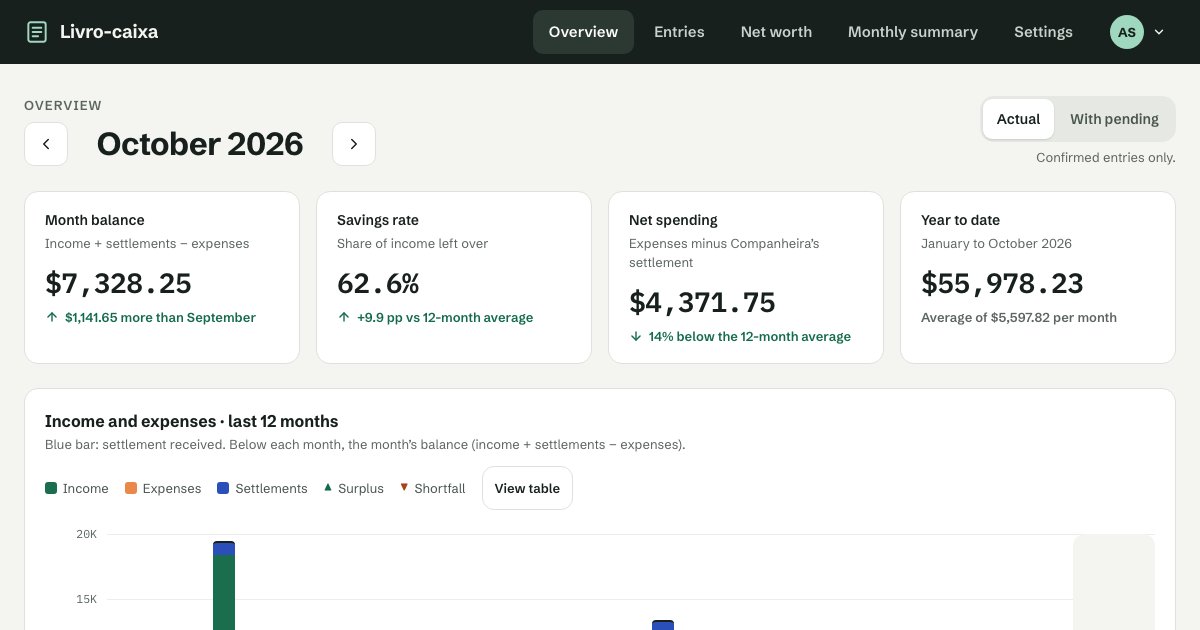 Livro-caixa
Overview
Entries
Net worth
Monthly summary
Settings
AS
OVERVIEW
October 2026
Actual
With pending
Confirmed entries only.
Month balance
Income + settlements − expenses
$7,328.25
↑ $1,141.65 more than September
Savings rate
Share of income left over
62.6%
↑ +9.9 pp vs 12-month average
Net spending
Expenses minus Companheira's
settlement
$4,371.75
↓ 14% below the 12-month average
Year to date
January to October 2026
$55,978.23
Average of $5,597.82 per month
Income and expenses · last 12 months
Blue bar: settlement received. Below each month, the month's balance (income + settlements − expenses).
Income
Expenses
Settlements
Surplus
Shortfall
View table
20K
15K